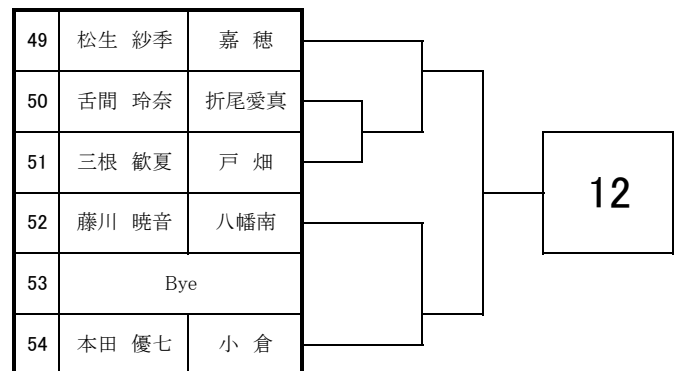 49 松生 紗季 嘉 穂
50 舌間 玲奈 折尾愛真
51 三根 歓夏 戸 畑
12
52 藤川 暁音 八幡南
53 Bye
54 本田 優七 小 倉